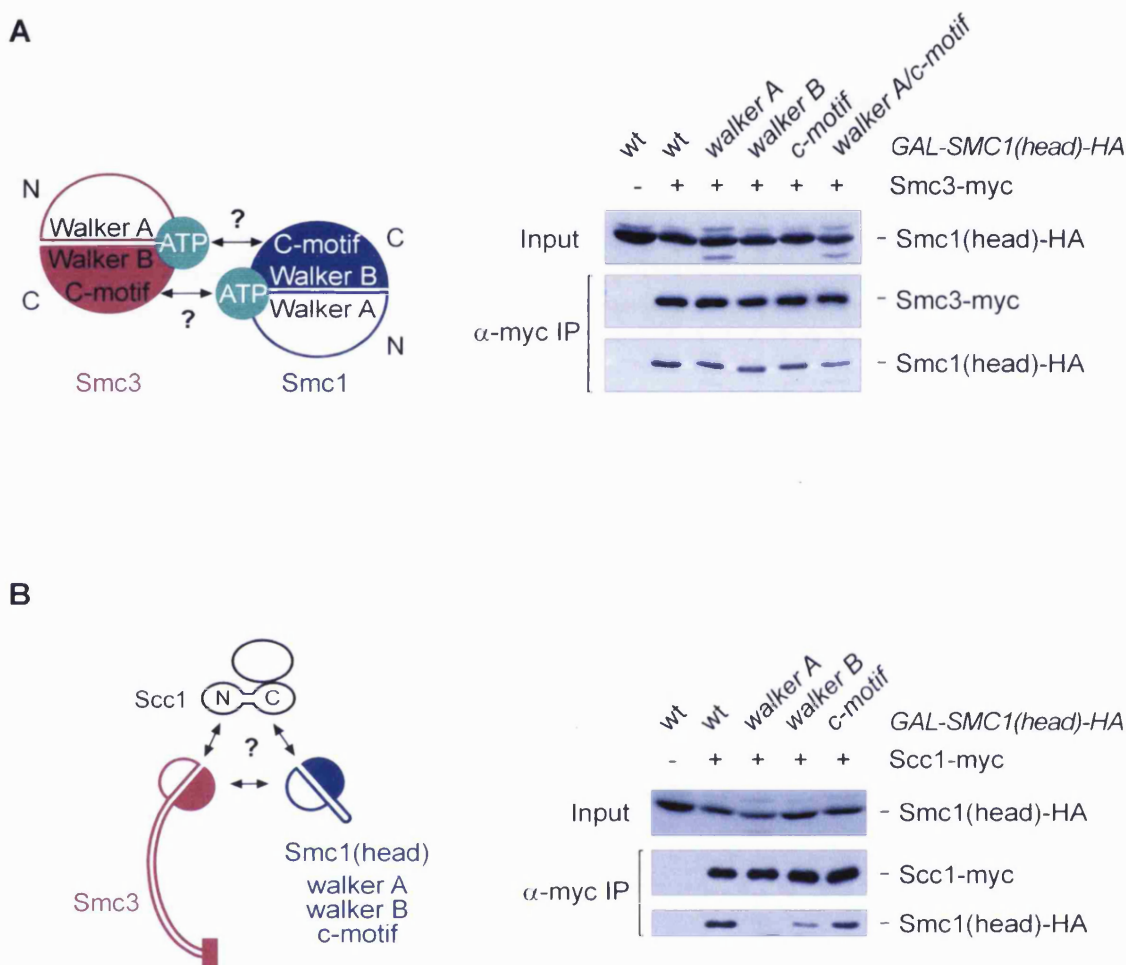 A
N
Walker A
ATP
Walker B
C-motif
C
?
C-motif
C
Walker B
ATP
Walker A
?
N
Smc3
Smc1
wt
wt
walker A
walker B
c-motif
walker A/c-motif
GAL-SMC1(head)-HA
- + + + + + Smc3-myc
Input
- Smc1(head)-HA
α-myc IP
- Smc3-myc
- Smc1(head)-HA
B
Scc1
N
C
?
Smc3
Smc1(head)
walker A
walker B
c-motif
wt
wt
walker A
walker B
c-motif
GAL-SMC1(head)-HA
- + + + + Scc1-myc
Input
- Smc1(head)-HA
α-myc IP
- Scc1-myc
- Smc1(head)-HA